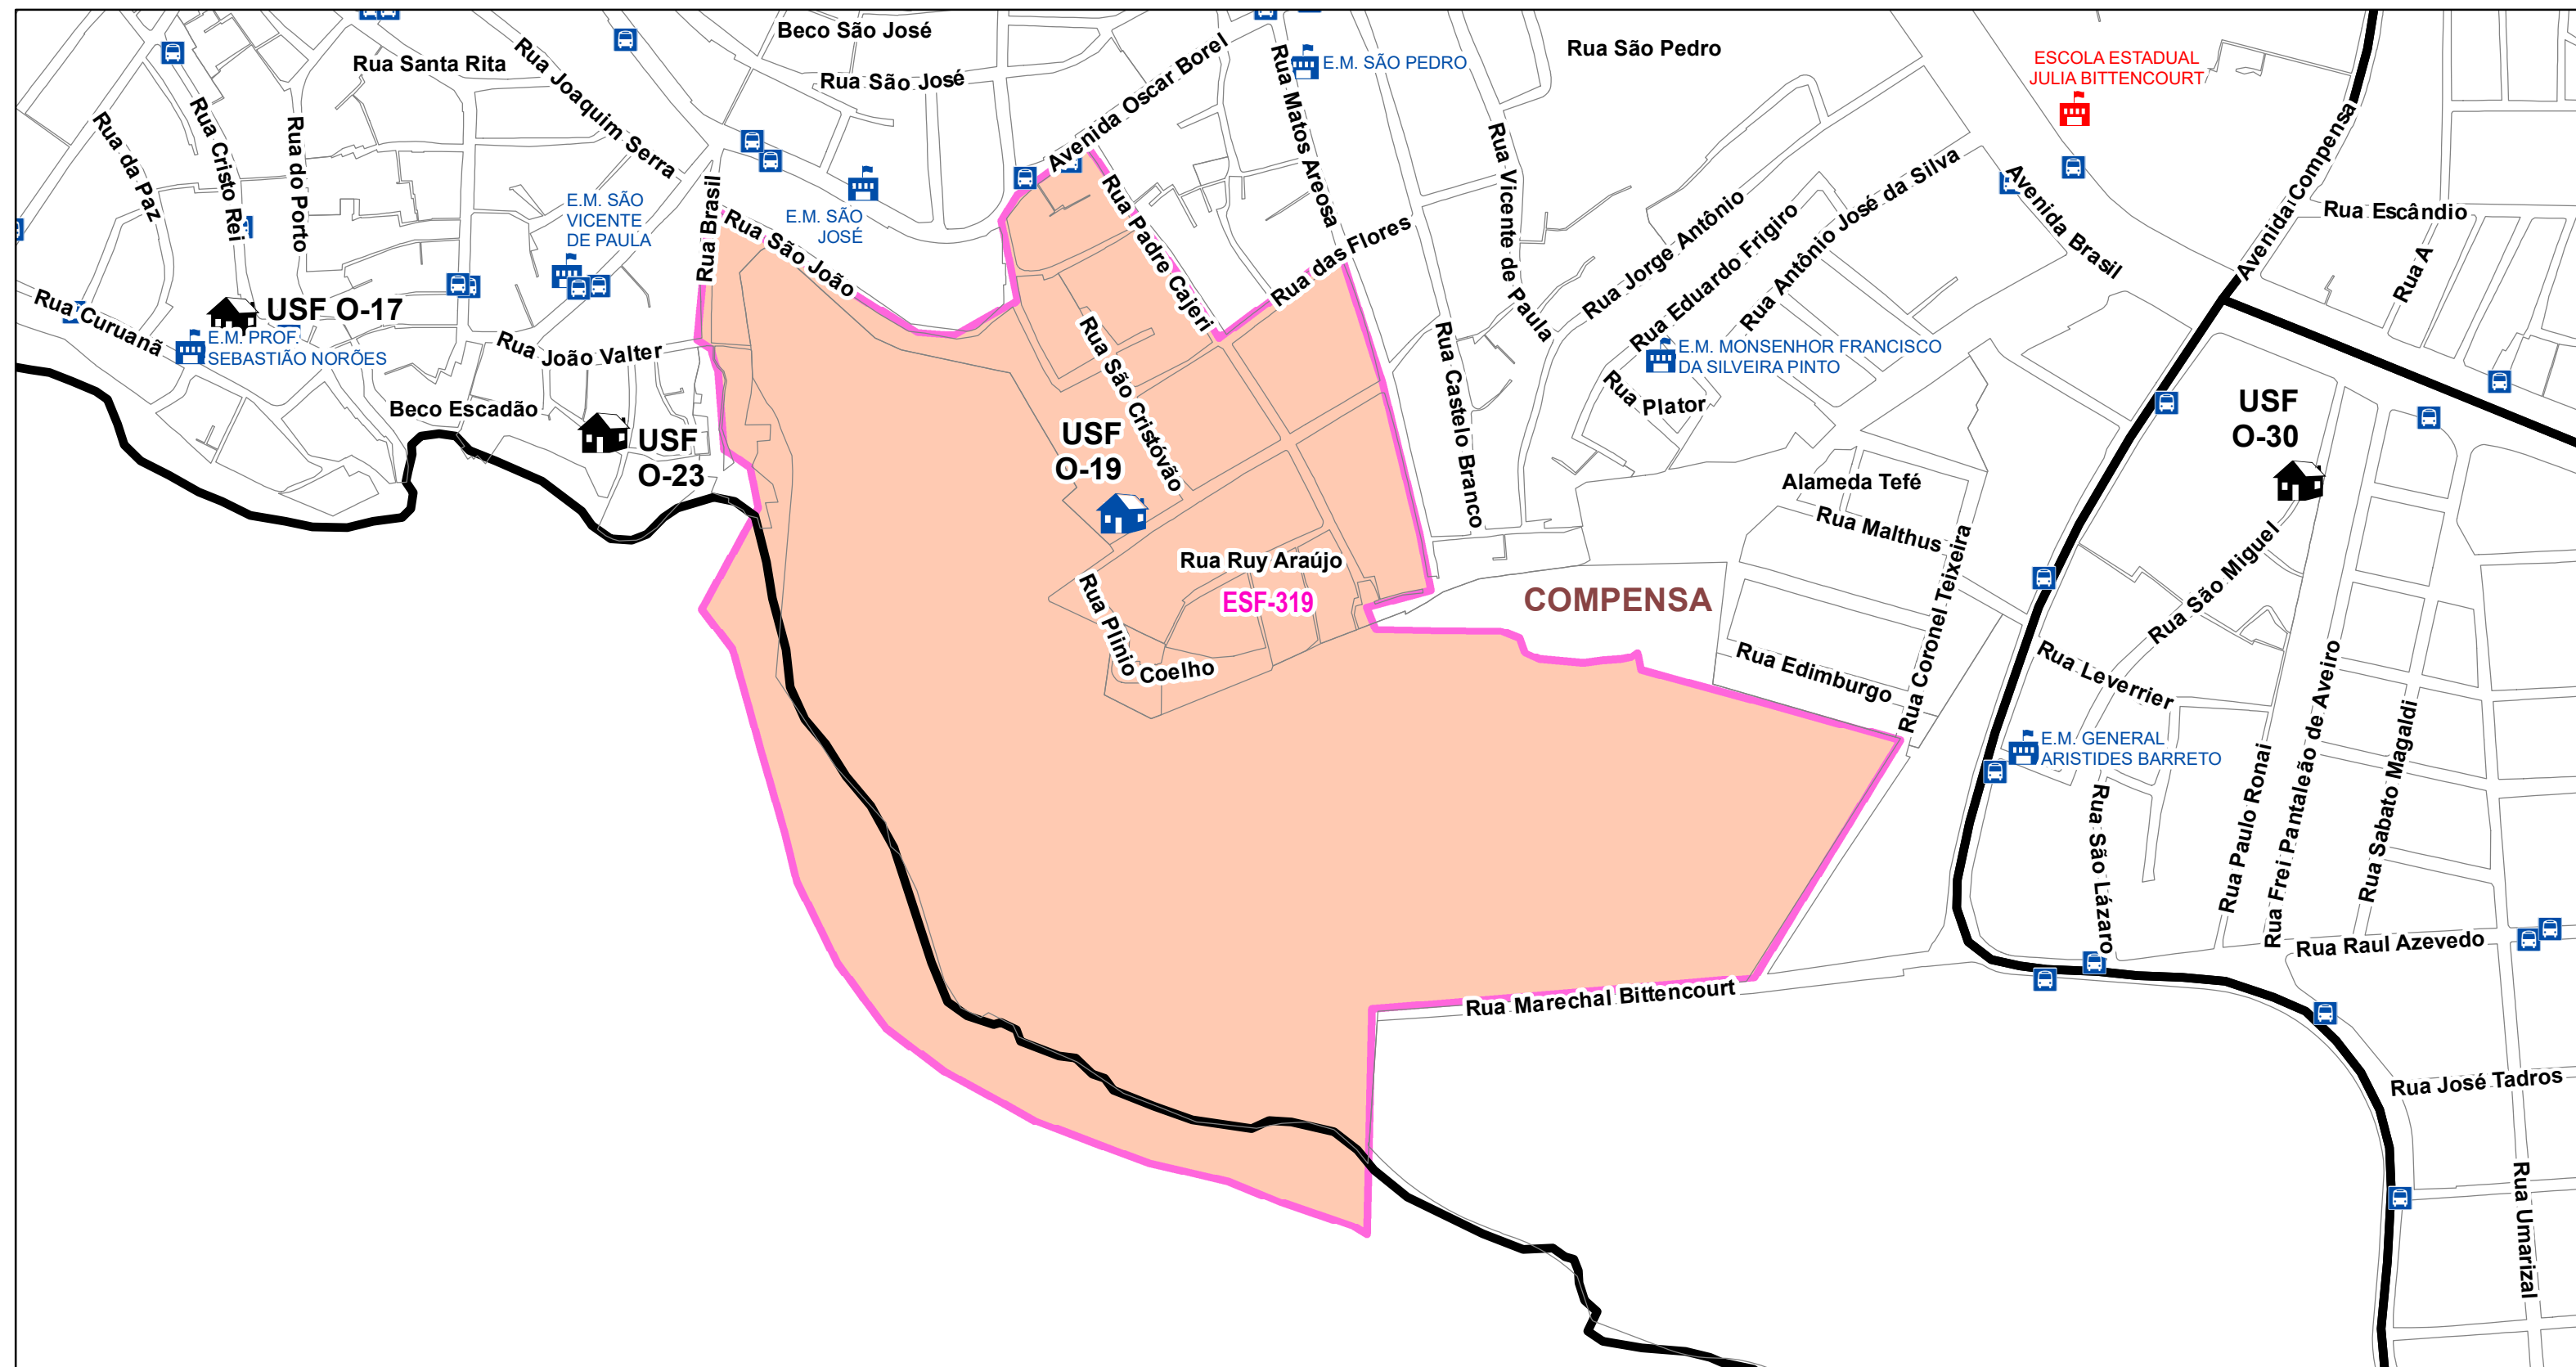 Beco São José
Rua São José
Rua Santa Rita
Rua Joaquim Serra
Avenida Oscar Borel
Rua Matos Areosa
E.M. SÃO PEDRO
Rua São Pedro
ESCOLA ESTADUAL
JULIA BITTENCOURT
Avenida Compensa
Rua Escândio
Rua A
Rua da Paz
Rua Cristo Rei
Rua do Porto
E.M. SÃO
VICENTE
DE PAULA
Rua Brasil
Rua São João
E.M. SÃO
JOSÉ
Rua Padre Cajeri
Rua das Flores
Rua Vicente de Paula
Rua Jorge Antônio
Rua Eduardo Frigiro
Rua Antônio José da Silva
Avenida Brasil
USF O-17
Rua Curuanã
E.M. PROF.
SEBASTIÃO NORÕES
Rua João Valter
Beco Escadão
USF
O-23
Rua São Cristóvão
USF
O-19
Rua Castelo Branco
E.M. MONSENHOR FRANCISCO
DA SILVEIRA PINTO
Rua Plator
USF
O-30
Alameda Tefé
Rua Malthus
Rua Coronel Teixeira
Rua São Miguel
Rua Ruy Araújo
ESF-319
COMPENSA
Rua Plinio Coelho
Rua Edimburgo
Rua Leverrier
E.M. GENERAL
ARISTIDES BARRETO
Rua São Lázaro
Rua Paulo Ronai
Rua Frei Pantaleão de Aveiro
Rua Sabato Magaldi
Rua Raul Azevedo
Rua Marechal Bittencourt
Rua José Tadros
Rua Umarizal